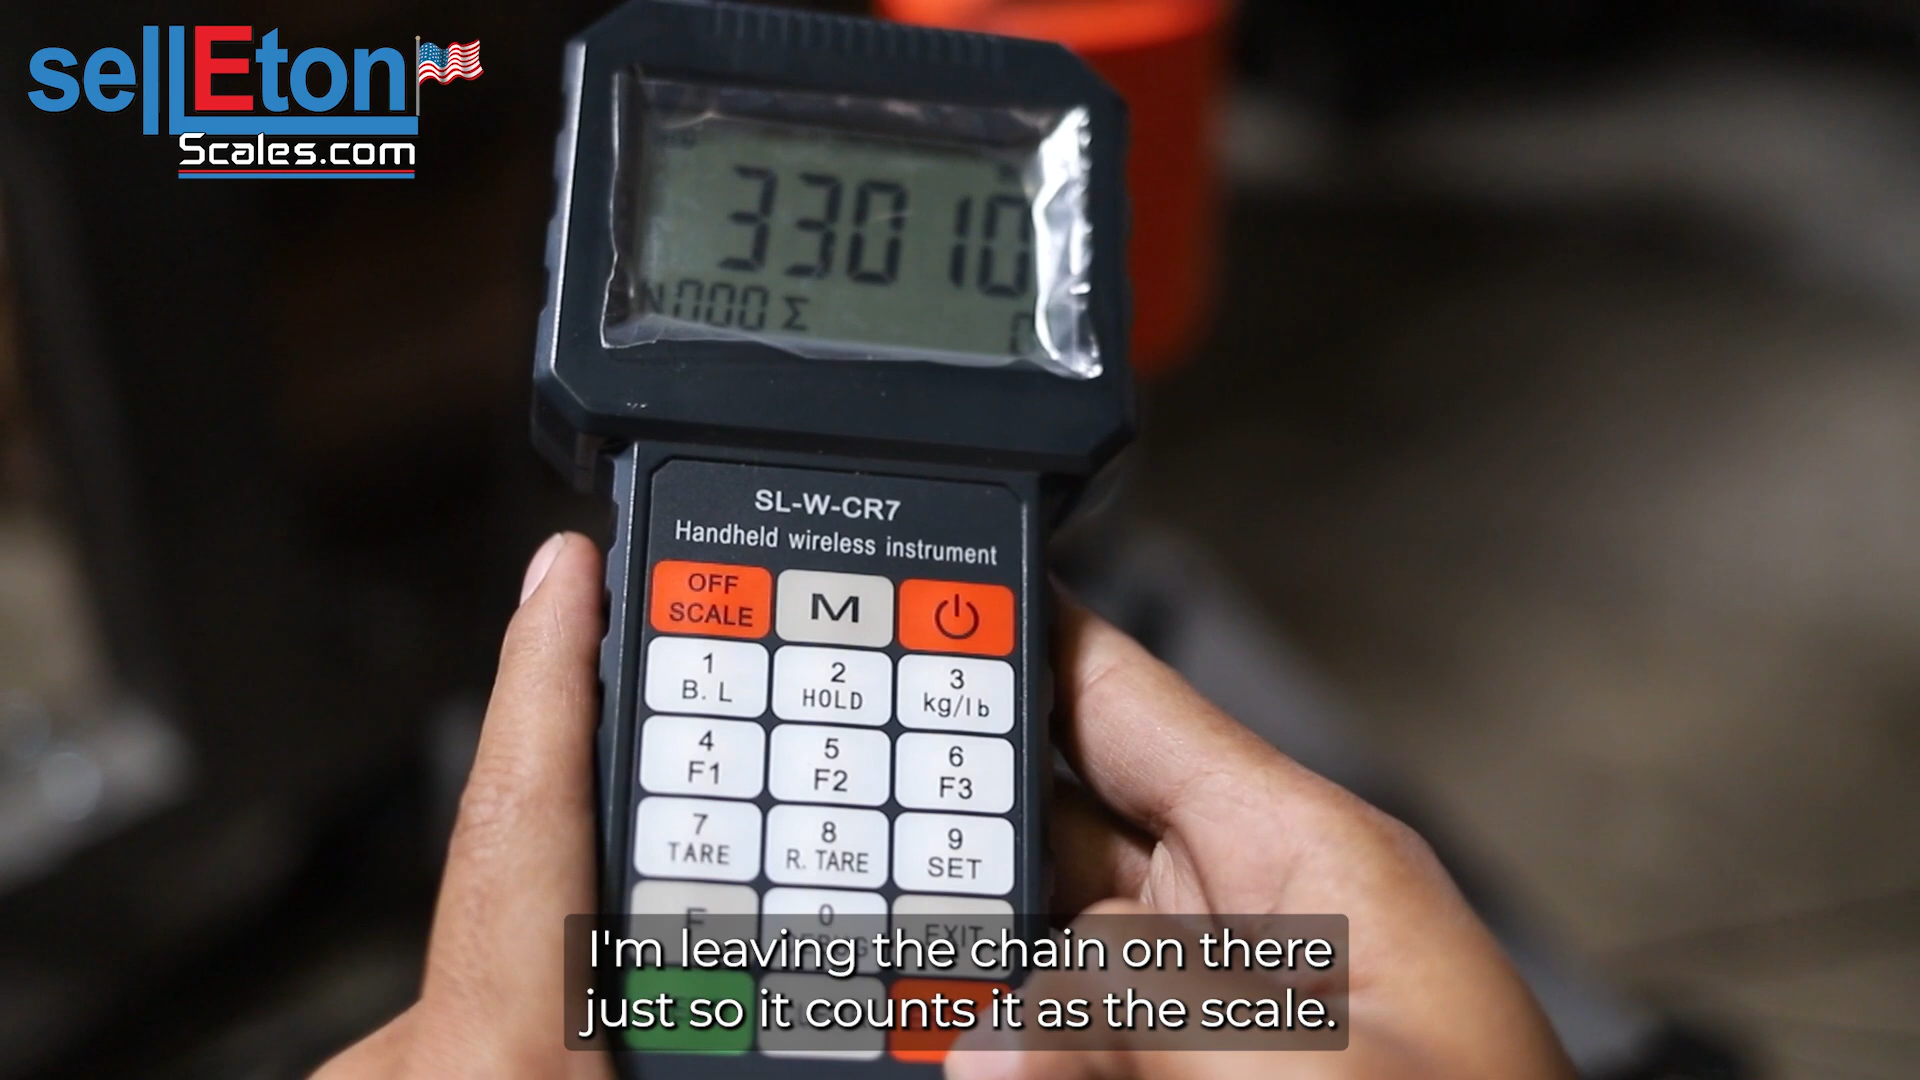 sellEton
Scales.com
33010
N000 Σ
0
SL-W-CR7
Handheld wireless instrument
OFF
SCALE
M
1
B. L
2
HOLD
3
kg/lb
4
F1
5
F2
6
F3
7
TARE
8
R. TARE
9
SET
0
EXIT
I'm leaving the chain on there
just so it counts it as the scale.